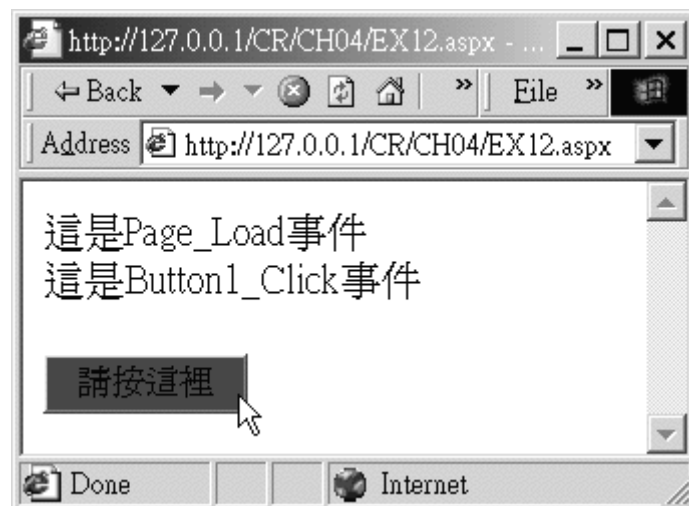 http://127.0.0.1/CR/CH04/EX12.aspx - ...
Back » File »
Address http://127.0.0.1/CR/CH04/EX12.aspx
這是Page_Load事件
這是Button1_Click事件
請按這裡
Done Internet